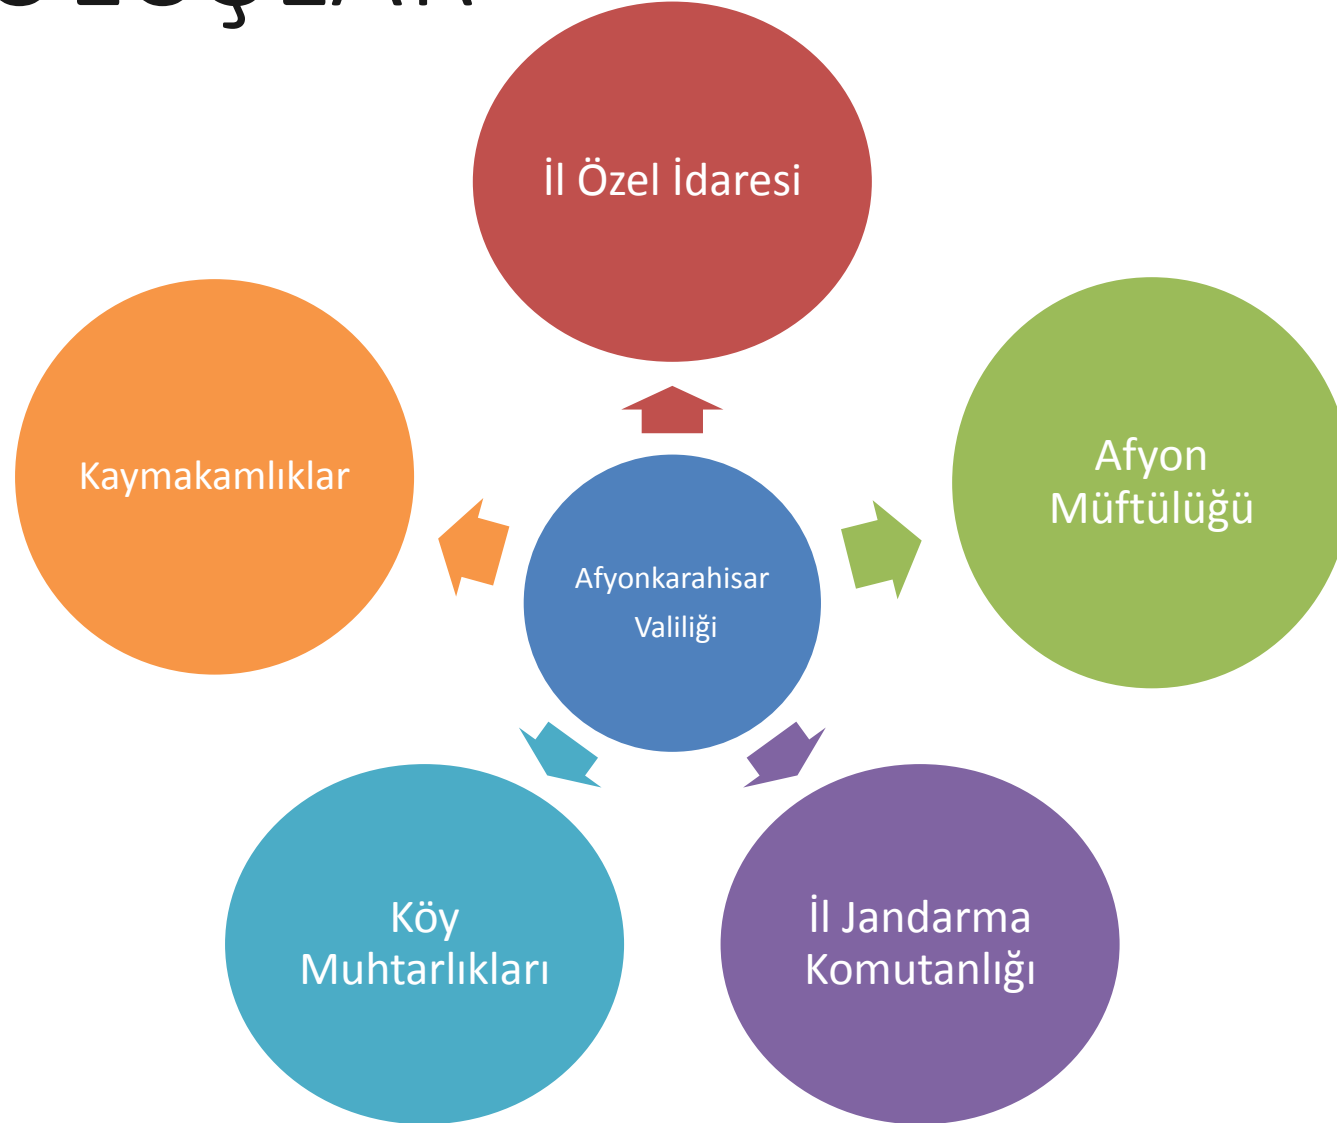 İl Özel İdaresi
Kaymakamlıklar
Afyon
Müftülüğü
Afyonkarahisar
Valiliği
Köy
Muhtarlıkları
İl Jandarma
Komutanlığı